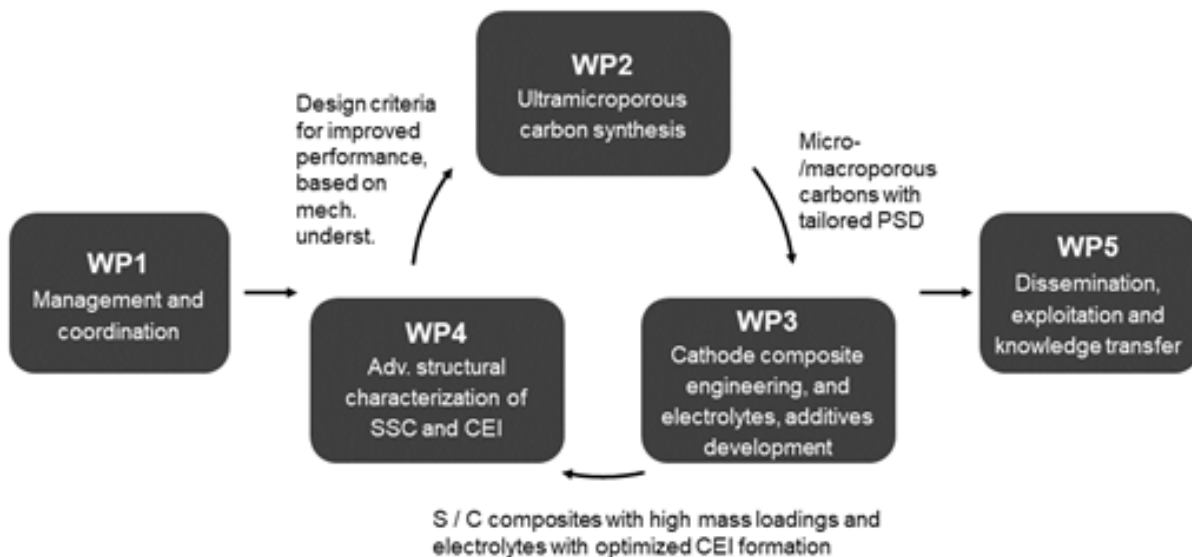 WP2
Ultramicroporous
carbon synthesis
Design criteria
for improved
performance,
based on
mech.
underst.
Micro-
/macroporous
carbons with
tailored PSD
WP1
Management and
coordination
WP4
Adv. structural
characterization of
SSC and CEI
WP3
Cathode composite
engineering, and
electrolytes, additives
development
WP5
Dissemination,
exploitation and
knowledge transfer
S / C composites with high mass loadings and
electrolytes with optimized CEI formation